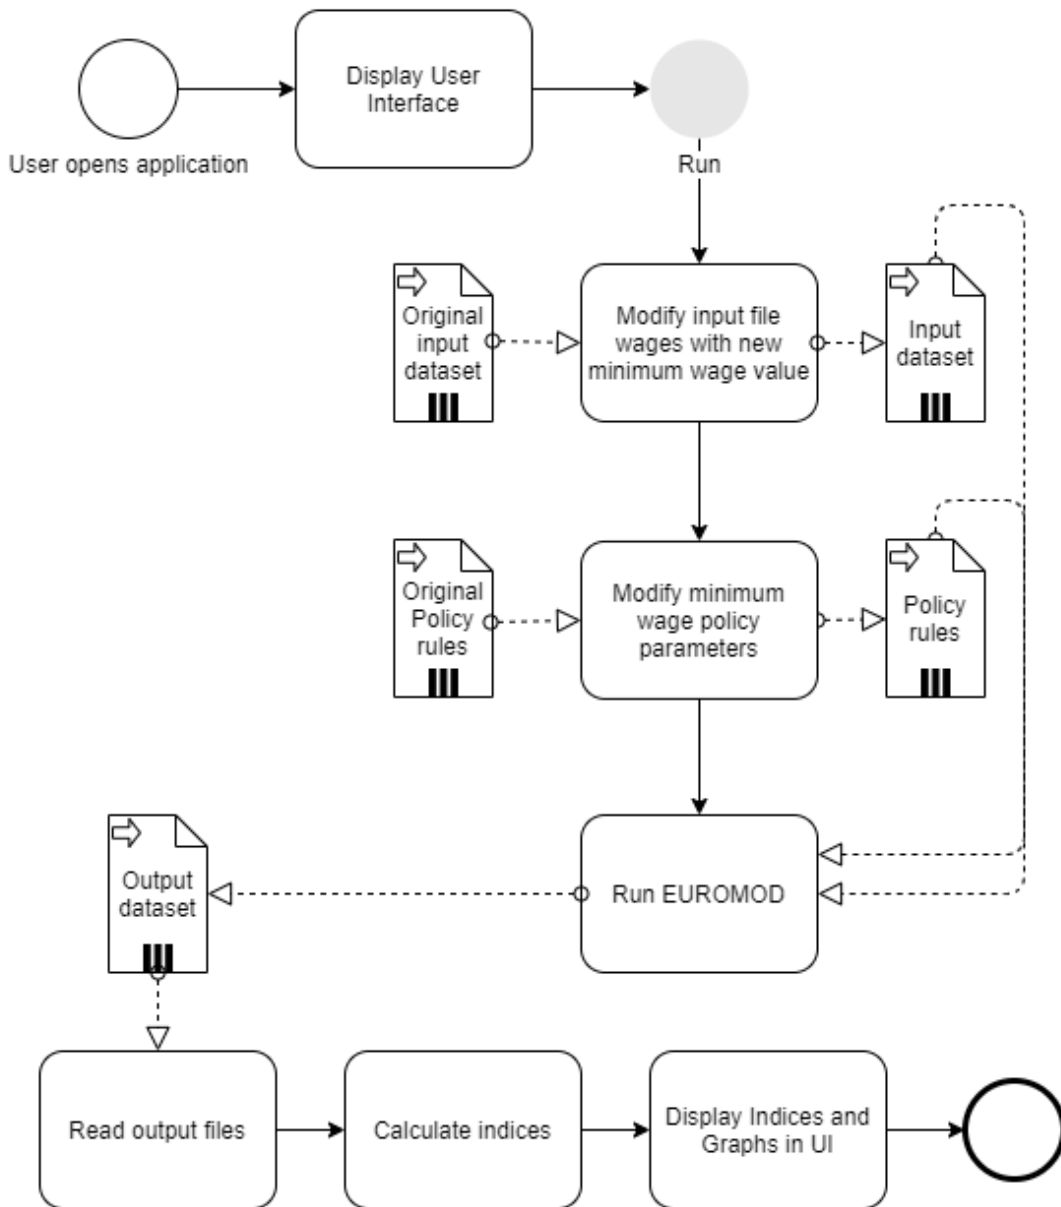 Display User
Interface
User opens application
Run
Original
input
dataset
Modify input file
wages with new
minimum wage value
Input
dataset
Original
Policy
rules
Modify minimum
wage policy
parameters
Policy
rules
Output
dataset
Run EUROMOD
Read output files
Calculate indices
Display Indices and
Graphs in UI